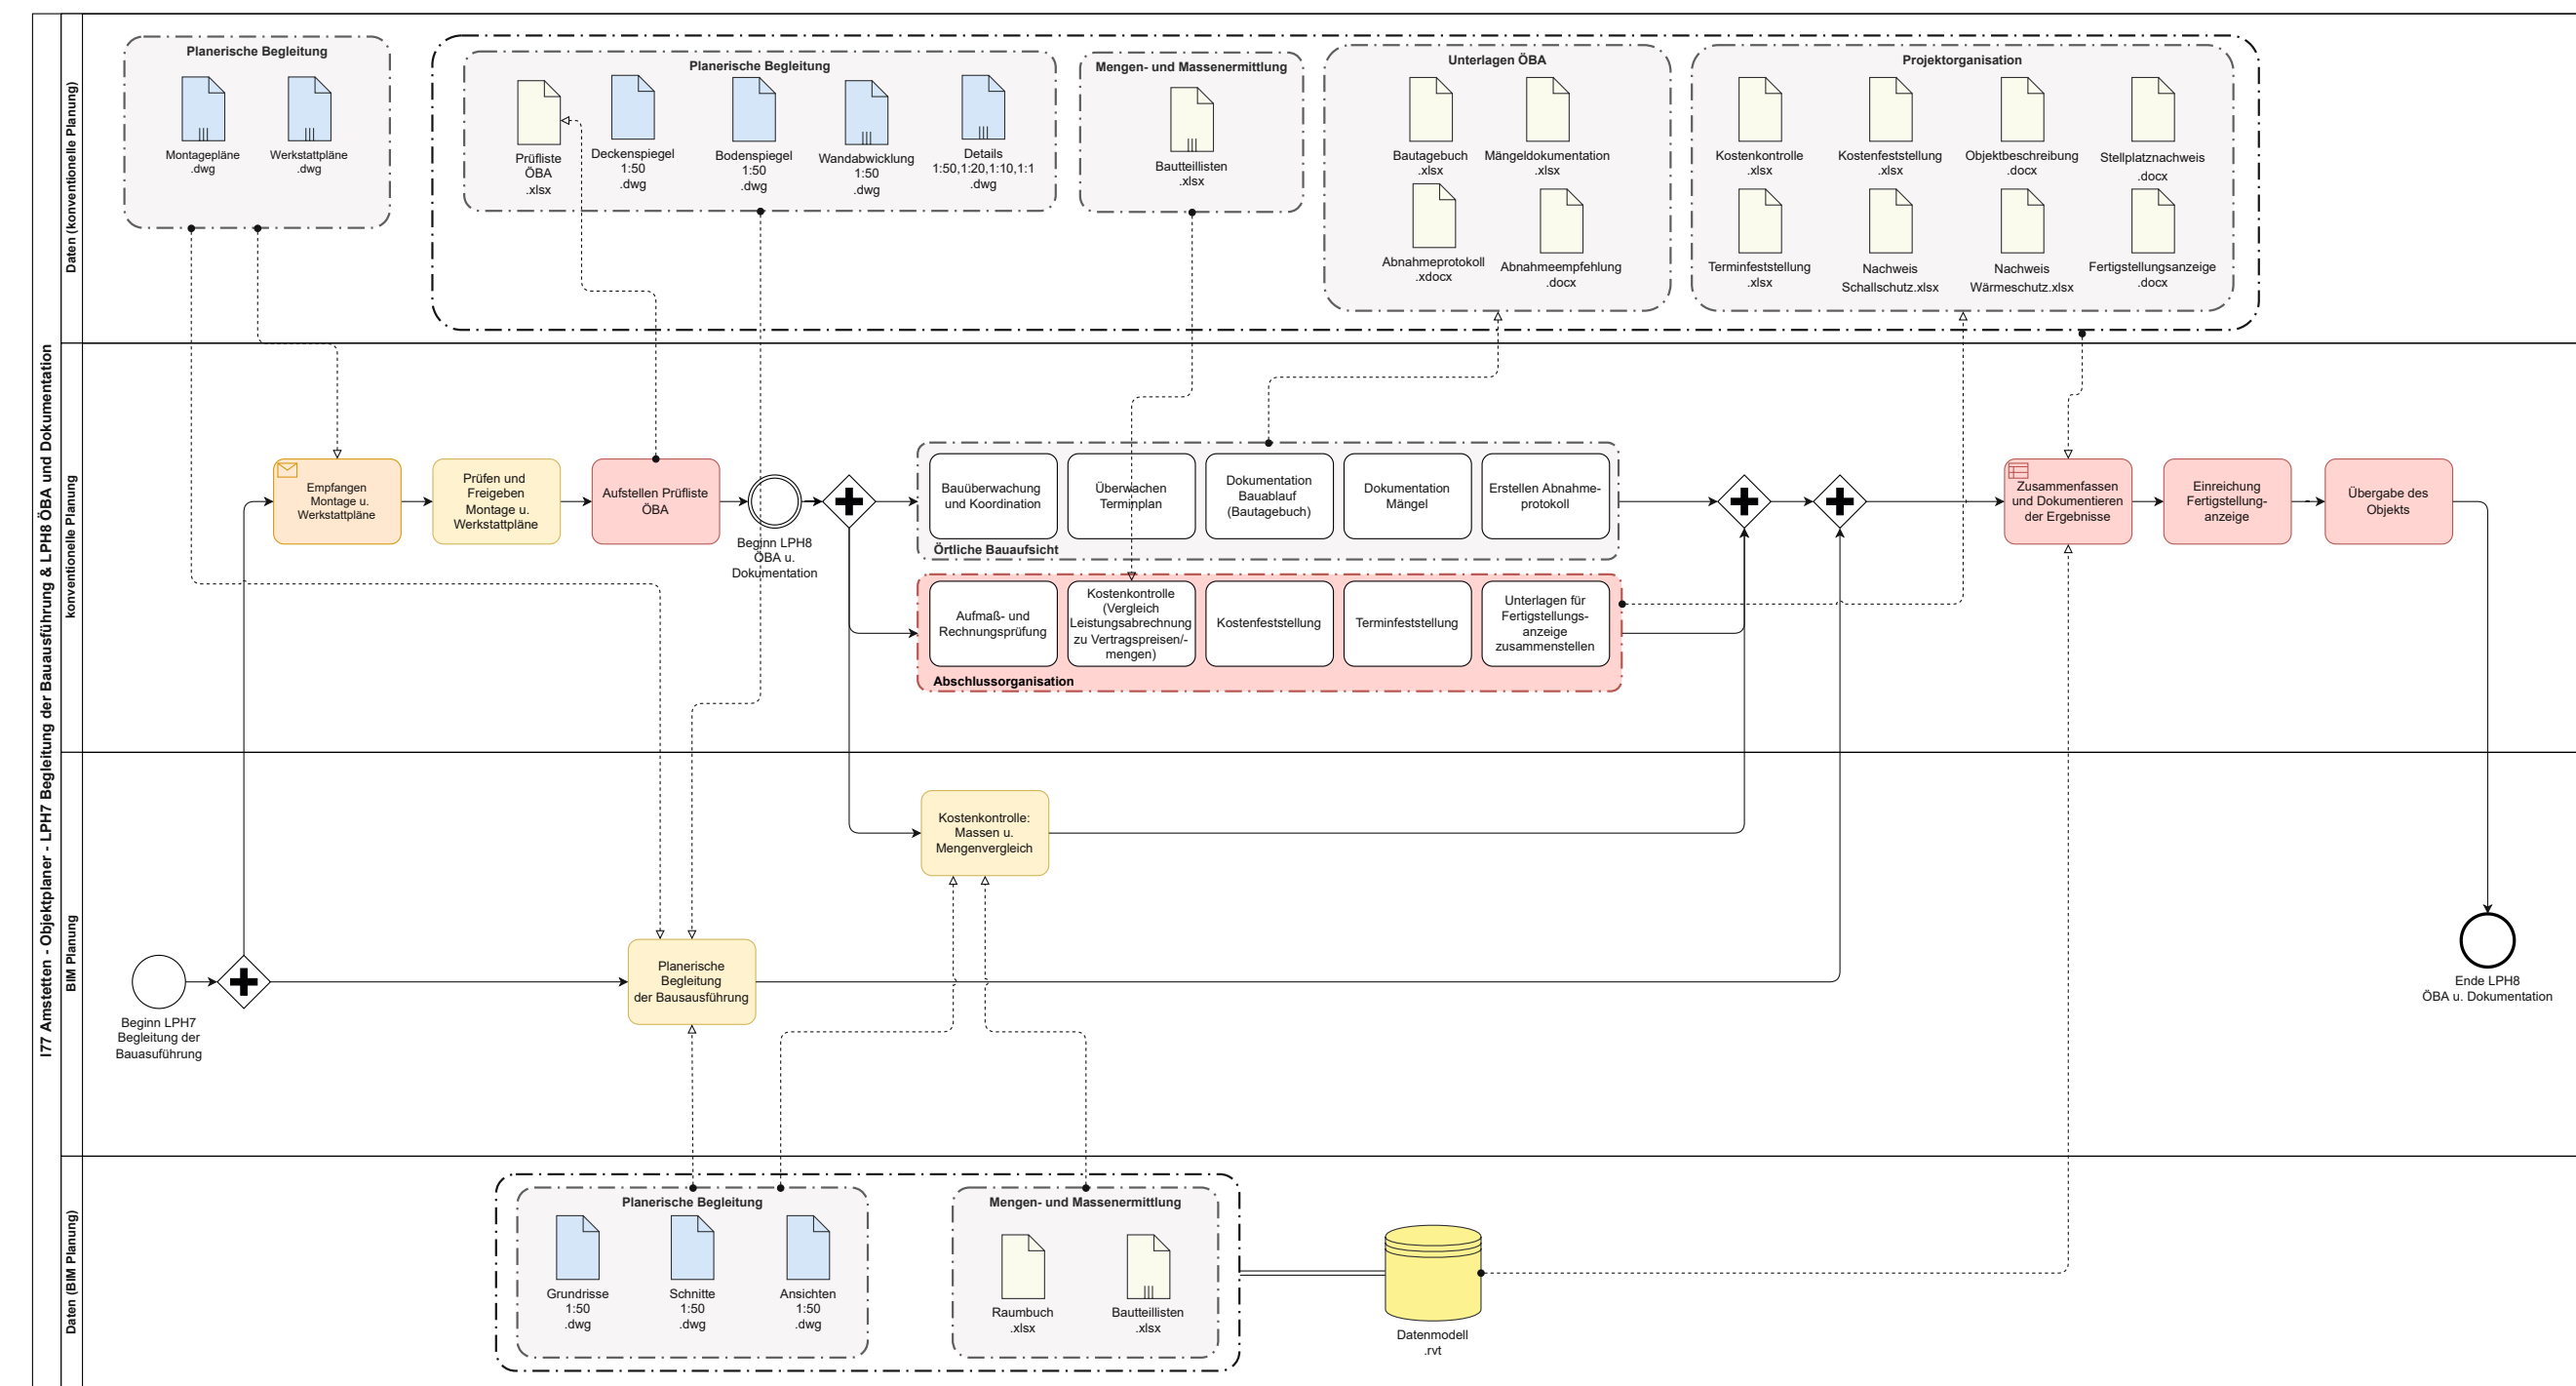 I77 Amstetten - Objektplaner - LPH7 Begleitung der Bauausführung & LPH8 ÖBA und Dokumentation
Daten (konventionelle Planung)
Planerische Begleitung
Montagepläne
.dwg
Werkstattpläne
.dwg
Planerische Begleitung
Prüfliste
ÖBA
.xlsx
Deckenspiegel
1:50
.dwg
Bodenspiegel
1:50
.dwg
Wandabwicklung
1:50
.dwg
Details
1:50,1:20,1:10,1:1
.dwg
Mengen- und Massenermittlung
Bautteillisten
.xlsx
Unterlagen ÖBA
Bautagebuch
.xlsx
Mängeldokumentation
.xlsx
Abnahmeprotokoll
.xdocx
Abnahmeempfehlung
.docx
Projektorganisation
Kostenkontrolle
.xlsx
Kostenfeststellung
.xlsx
Objektbeschreibung
.docx
Stellplatznachweis
.docx
Terminfeststellung
.xlsx
Nachweis
Schallschutz.xlsx
Nachweis
Wärmeschutz.xlsx
Fertigstellungsanzeige
.docx
konventionelle Planung
Empfangen
Montage u.
Werkstattpläne
Prüfen und
Freigeben
Montage u.
Werkstattpläne
Aufstellen Prüfliste
ÖBA
Beginn LPH8
ÖBA u.
Dokumentation
Bauüberwachung
und Koordination
Überwachen
Terminplan
Dokumentation
Bauablauf
(Bautagebuch)
Dokumentation
Mängel
Erstellen Abnahme-
protokoll
Örtliche Bauaufsicht
Aufmaß- und
Rechnungsprüfung
Kostenkontrolle
(Vergleich
Leistungsabrechnung
zu Vertragspreisen/-
mengen)
Kostenfeststellung
Terminfeststellung
Unterlagen für
Fertigstellungs-
anzeige
zusammenstellen
Abschlussorganisation
Zusammenfassen
und Dokumentieren
der Ergebnisse
Einreichung
Fertigstellung-
anzeige
Übergabe des
Objekts
BIM Planung
Kostenkontrolle:
Massen u.
Mengenvergleich
Beginn LPH7
Begleitung der
Bauasuführung
Planerische
Begleitung
der Bausausführung
Ende LPH8
ÖBA u. Dokumentation
Daten (BIM Planung)
Planerische Begleitung
Grundrisse
1:50
.dwg
Schnitte
1:50
.dwg
Ansichten
1:50
.dwg
Mengen- und Massenermittlung
Raumbuch
.xlsx
Bautteillisten
.xlsx
Datenmodell
.rvt